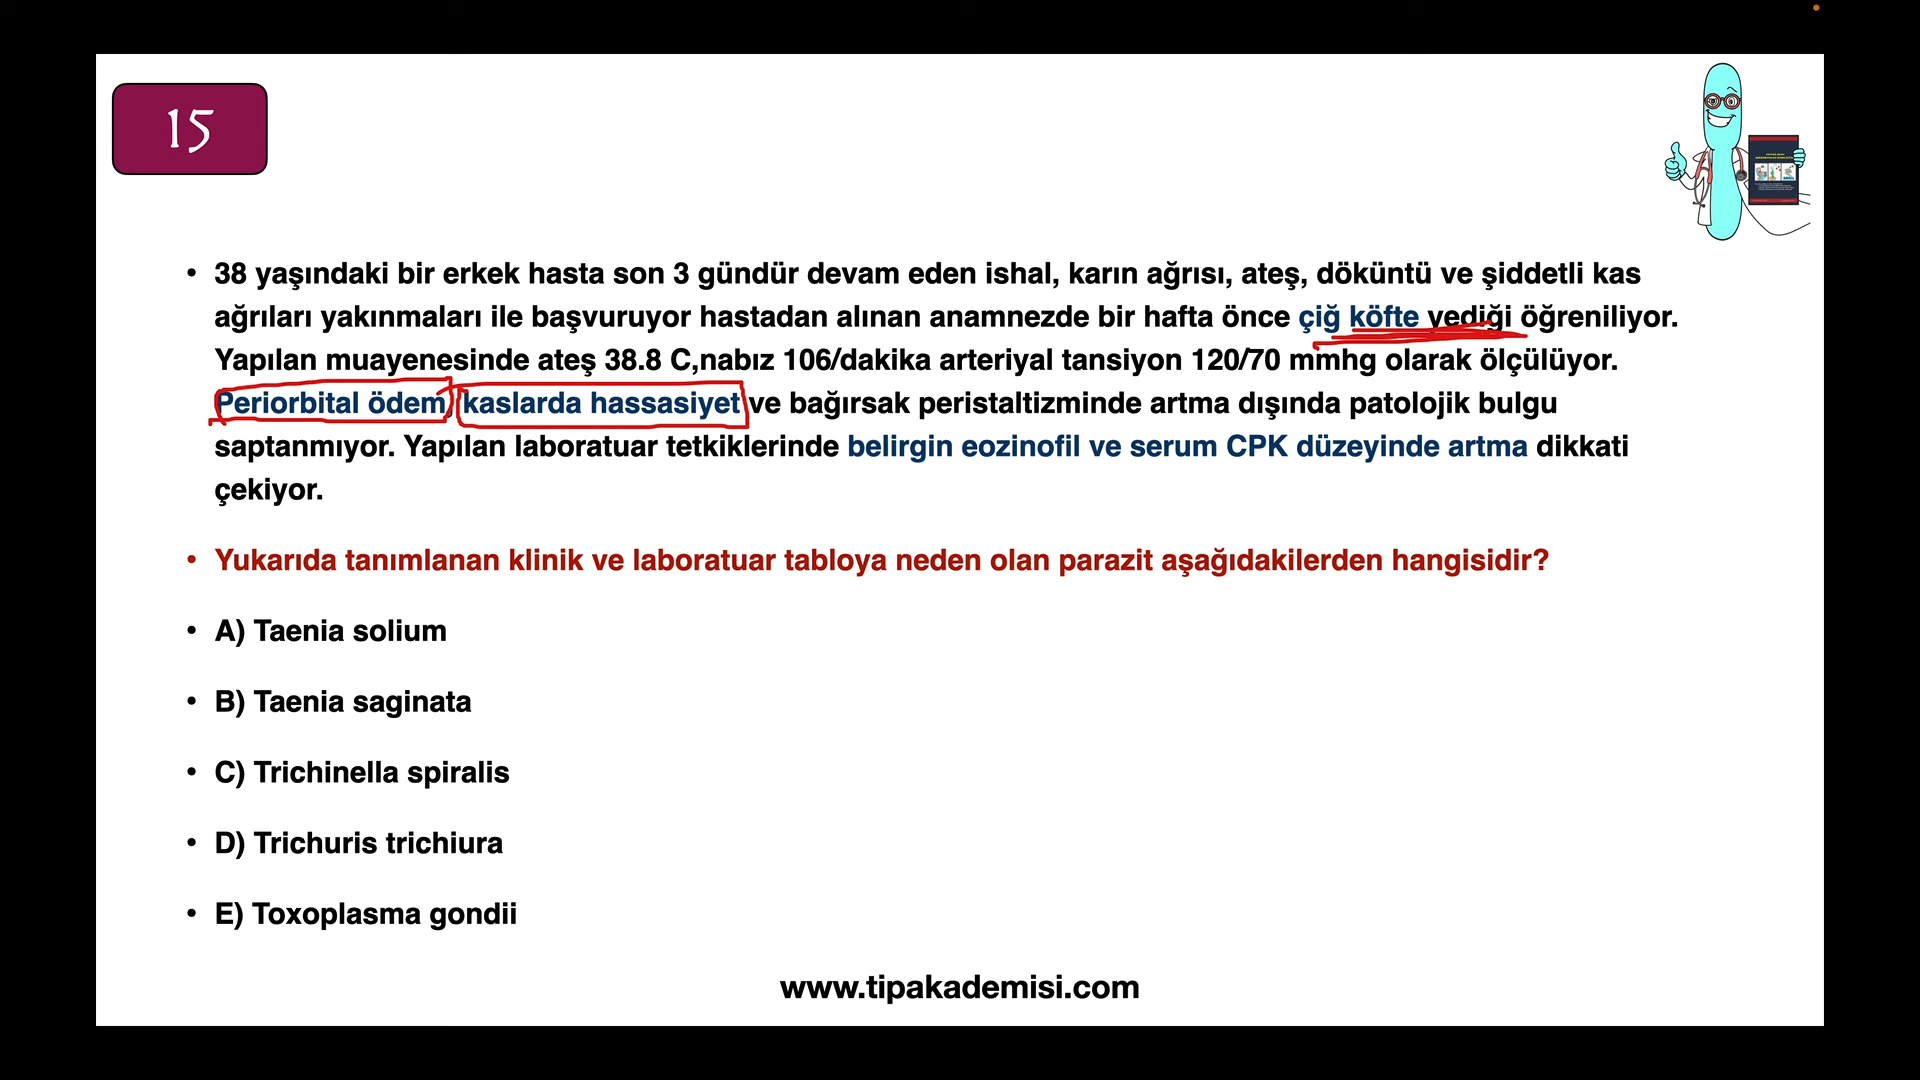 15
• 38 yaşındaki bir erkek hasta son 3 gündür devam eden ishal, karın ağrısı, ateş, döküntü ve şiddetli kas
ağrıları yakınmaları ile başvuruyor hastadan alınan anamnezde bir hafta önce çiğ köfte yediği öğreniliyor.
Yapılan muayenesinde ateş 38.8 C,nabız 106/dakika arteriyal tansiyon 120/70 mmhg olarak ölçülüyor.
Periorbital ödem, kaslarda hassasiyet ve bağırsak peristaltizminde artma dışında patolojik bulgu
saptanmıyor. Yapılan laboratuar tetkiklerinde belirgin eozinofil ve serum CPK düzeyinde artma dikkati
çekiyor.
• Yukarıda tanımlanan klinik ve laboratuar tabloya neden olan parazit aşağıdakilerden hangisidir?
• A) Taenia solium
• B) Taenia saginata
• C) Trichinella spiralis
• D) Trichuris trichiura
• E) Toxoplasma gondii
www.tipakademisi.com